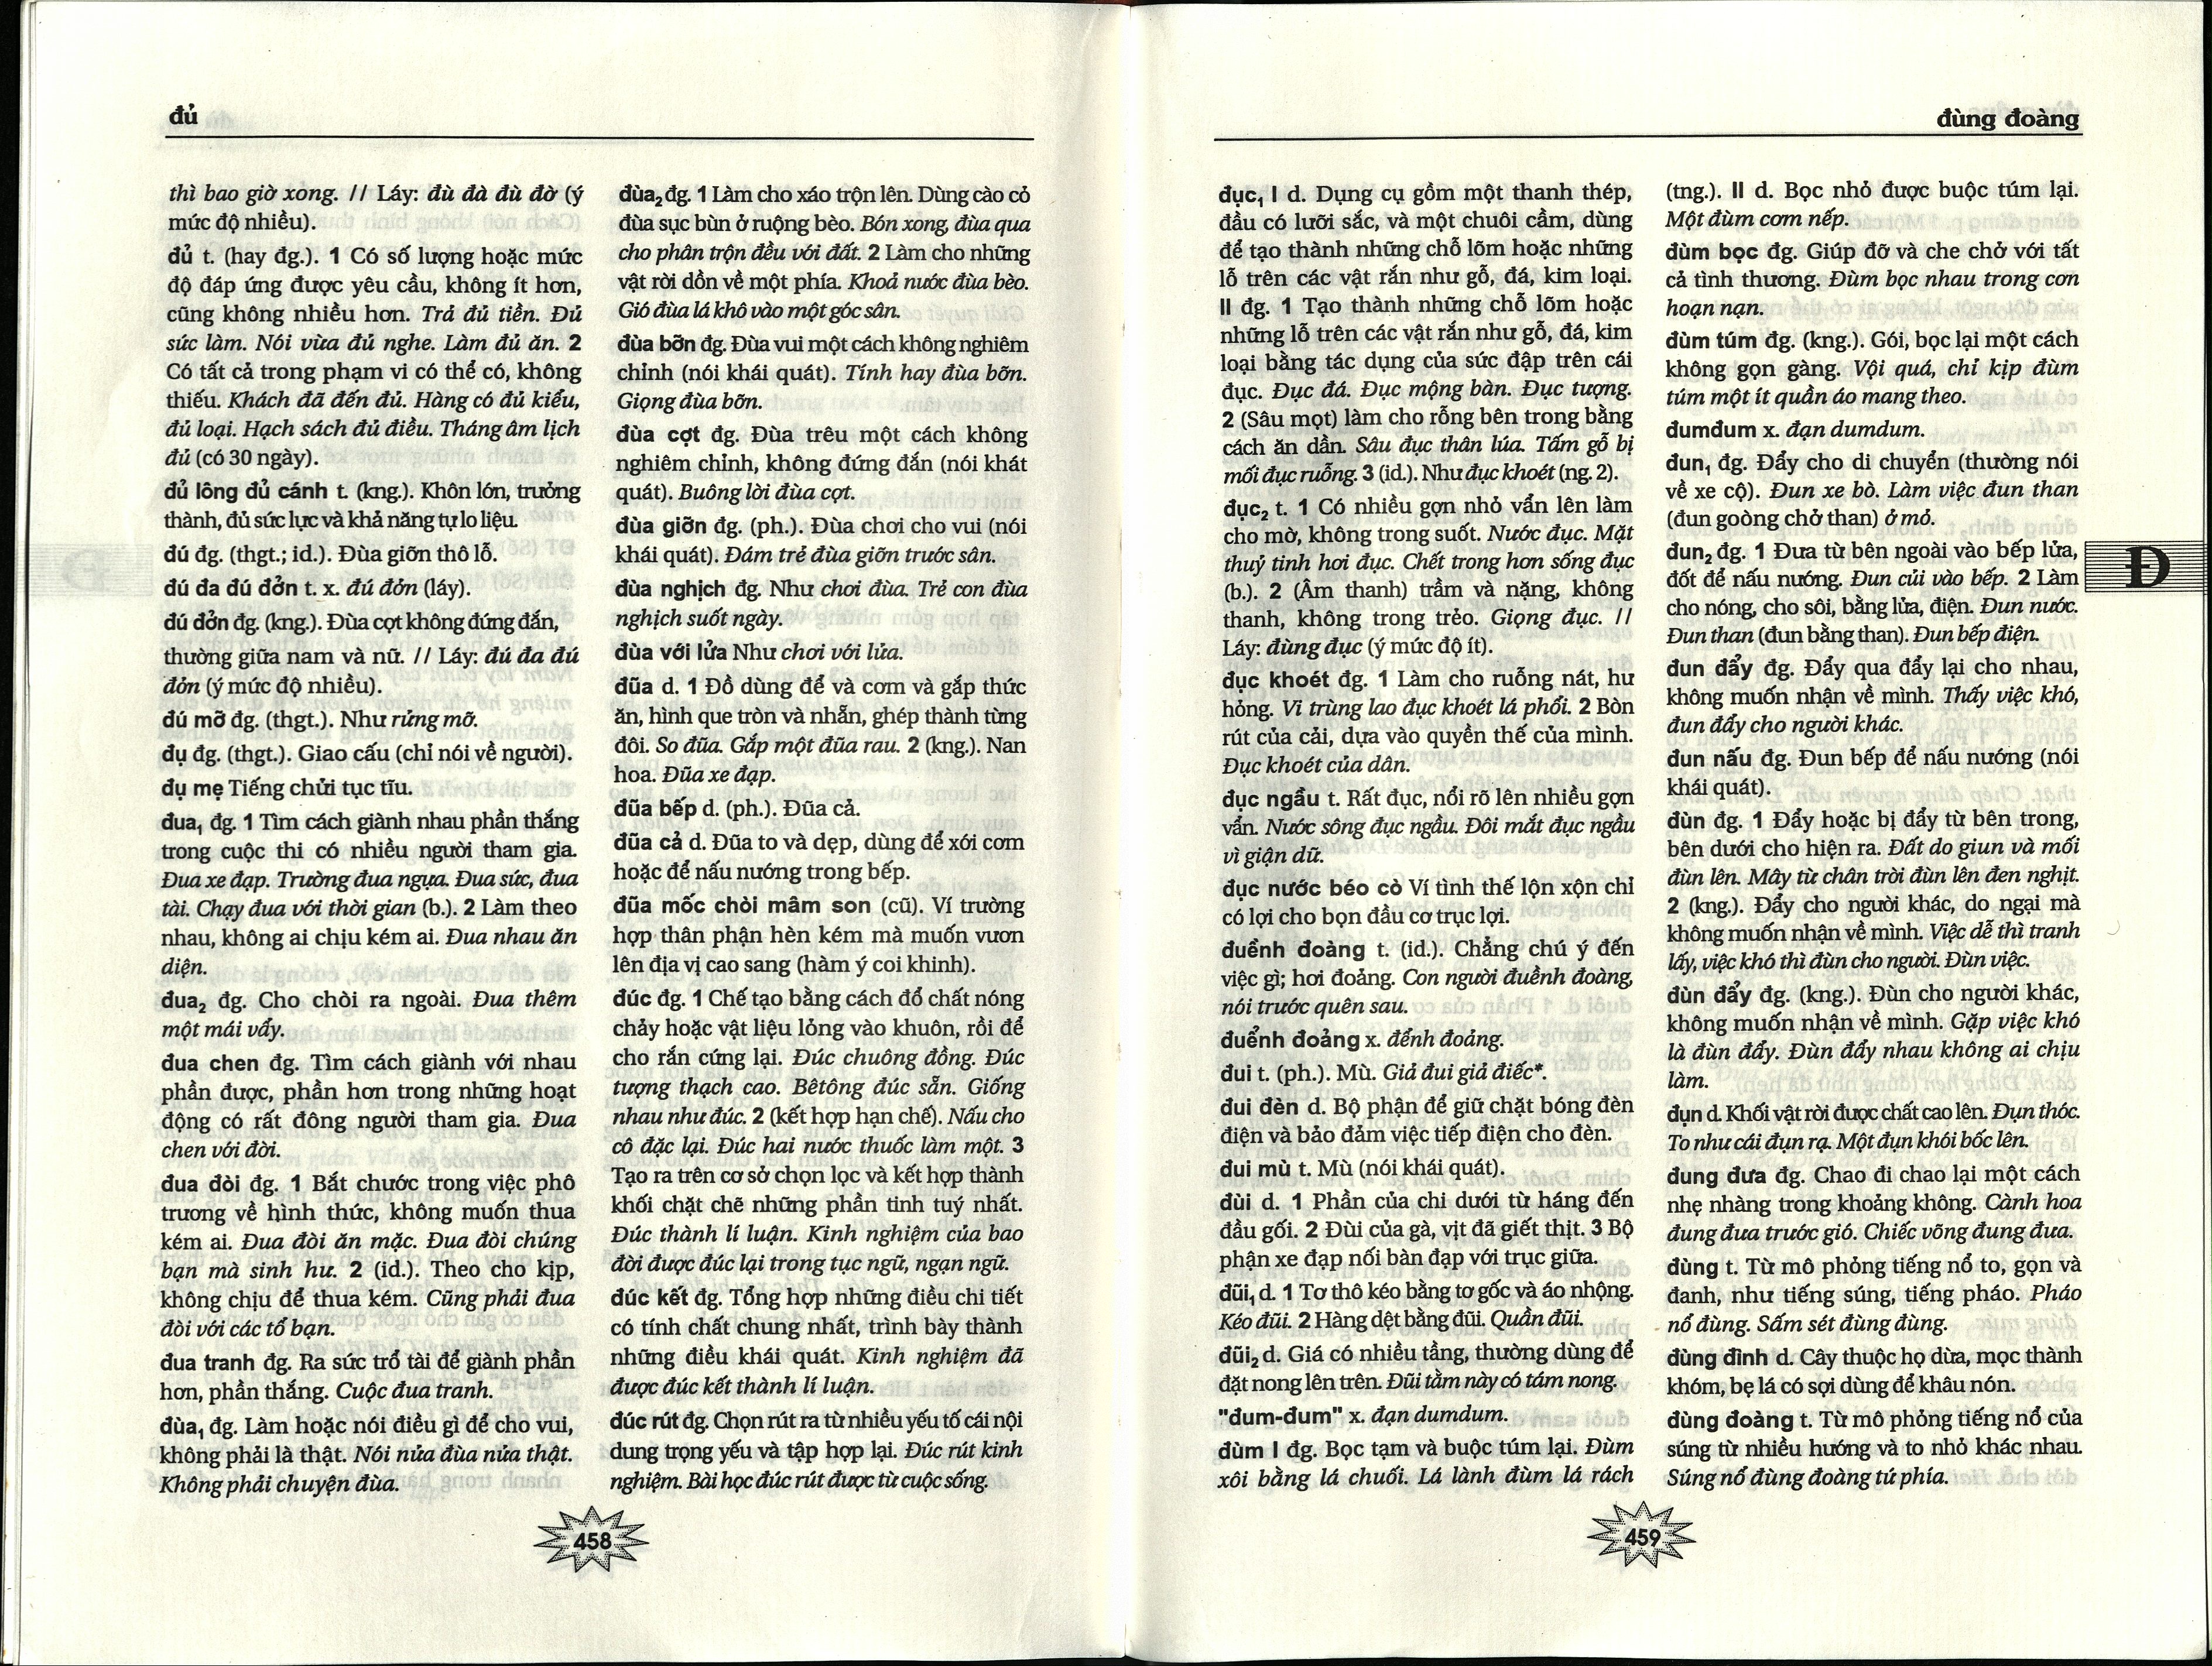 đủ
thì bao giờ xong. // Láy: đù đà đù đờ (ý
mức độ nhiều).
đủ t. (hay đg.). 1 Có số lượng hoặc mức
độ đáp ứng được yêu cầu, không ít hơn,
cũng không nhiều hơn. Trả đủ tiền. Đủ
sức làm. Nói vừa đủ nghe. Làm đủ ăn. 2
Có tất cả trong phạm vi có thể có, không
thiếu. Khách đã đến đủ. Hàng có đủ kiểu,
đủ loại. Hạch sách đủ điều. Tháng âm lịch
đủ (có 30 ngày).
đủ lông đủ cánh t. (kng.). Khôn lớn, trưởng
thành, đủ sức lực và khả năng tự lo liệu.
đú đg. (thgt.; id.). Đùa giỡn thô lỗ.
đú đa đú đởn t. x. đú đởn (láy).
đú đởn đg. (kng.). Đùa cợt không đứng đắn,
thường giữa nam và nữ. // Láy: đú đa đú
đởn (ý mức độ nhiều).
đú mỡ đg. (thgt.). Như rửng mỡ.
đụ đg. (thgt.). Giao cấu (chỉ nói về người).
đụ mẹ Tiếng chửi tục tĩu.
đua₁ đg. 1 Tìm cách giành nhau phần thắng
trong cuộc thi có nhiều người tham gia.
Đua xe đạp. Trường đua ngựa. Đua sức, đua
tài. Chạy đua với thời gian (b.). 2 Làm theo
nhau, không ai chịu kém ai. Đua nhau ăn
diện.
đua₂ đg. Cho chòi ra ngoài. Đua thêm
một mái vẩy.
đua chen đg. Tìm cách giành với nhau
phần được, phần hơn trong những hoạt
động có rất đông người tham gia. Đua
chen với đời.
đua đòi đg. 1 Bắt chước trong việc phô
trương về hình thức, không muốn thua
kém ai. Đua đòi ăn mặc. Đua đòi chúng
bạn mà sinh hư. 2 (id.). Theo cho kịp,
không chịu để thua kém. Cũng phải đua
đòi với các tổ bạn.
đua tranh đg. Ra sức trổ tài để giành phần
hơn, phần thắng. Cuộc đua tranh.
đùa₁ đg. Làm hoặc nói điều gì để cho vui,
không phải là thật. Nói nửa đùa nửa thật.
Không phải chuyện đùa.
đùa₂ đg. 1 Làm cho xáo trộn lên. Dùng cào cỏ
đùa sục bùn ở ruộng bèo. Bón xong, đùa qua
cho phân trộn đều với đất. 2 Làm cho những
vật rời dồn về một phía. Khoả nước đùa bèo.
Gió đùa lá khô vào một góc sân.
đùa bỡn đg. Đùa vui một cách không nghiêm
chỉnh (nói khái quát). Tính hay đùa bỡn.
Giọng đùa bỡn.
đùa cợt đg. Đùa trêu một cách không
nghiêm chỉnh, không đứng đắn (nói khát
quát). Buông lời đùa cợt.
đùa giỡn đg. (ph.). Đùa chơi cho vui (nói
khái quát). Đám trẻ đùa giỡn trước sân.
đùa nghịch đg. Như chơi đùa. Trẻ con đùa
nghịch suốt ngày.
đùa với lửa Như chơi với lửa.
đũa d. 1 Đồ dùng để và cơm và gắp thức
ăn, hình que tròn và nhẵn, ghép thành từng
đôi. So đũa. Gắp một đũa rau. 2 (kng.). Nan
hoa. Đũa xe đạp.
đũa bếp d. (ph.). Đũa cả.
đũa cả d. Đũa to và dẹp, dùng để xới cơm
hoặc để nấu nướng trong bếp.
đũa mốc chòi mâm son (cũ). Ví trường
hợp thân phận hèn kém mà muốn vươn
lên địa vị cao sang (hàm ý coi khinh).
đúc đg. 1 Chế tạo bằng cách đổ chất nóng
chảy hoặc vật liệu lỏng vào khuôn, rồi để
cho rắn cứng lại. Đúc chuông đồng. Đúc
tượng thạch cao. Bêtông đúc sẵn. Giống
nhau như đúc. 2 (kết hợp hạn chế). Nấu cho
cô đặc lại. Đúc hai nước thuốc làm một. 3
Tạo ra trên cơ sở chọn lọc và kết hợp thành
khối chặt chẽ những phần tinh tuý nhất.
Đúc thành lí luận. Kinh nghiệm của bao
đời được đúc lại trong tục ngữ, ngạn ngữ.
đúc kết đg. Tổng hợp những điều chi tiết
có tính chất chung nhất, trình bày thành
những điều khái quát. Kinh nghiệm đã
được đúc kết thành lí luận.
đúc rút đg. Chọn rút ra từ nhiều yếu tố cái nội
dung trọng yếu và tập hợp lại. Đúc rút kinh
nghiệm. Bài học đúc rút được từ cuộc sống.
458
đùng đoàng
đục₁ I d. Dụng cụ gồm một thanh thép,
đầu có lưỡi sắc, và một chuôi cầm, dùng
để tạo thành những chỗ lõm hoặc những
lỗ trên các vật rắn như gỗ, đá, kim loại.
II đg. 1 Tạo thành những chỗ lõm hoặc
những lỗ trên các vật rắn như gỗ, đá, kim
loại bằng tác dụng của sức đập trên cái
đục. Đục đá. Đục mộng bàn. Đục tượng.
2 (Sâu mọt) làm cho rỗng bên trong bằng
cách ăn dần. Sâu đục thân lúa. Tấm gỗ bị
mối đục ruỗng. 3 (id.). Như đục khoét (ng. 2).
đục₂ t. 1 Có nhiều gợn nhỏ vẩn lên làm
cho mờ, không trong suốt. Nước đục. Mặt
thuỷ tinh hơi đục. Chết trong hơn sống đục
(b.). 2 (Âm thanh) trầm và nặng, không
thanh, không trong trẻo. Giọng đục. //
Láy: đùng đục (ý mức độ ít).
đục khoét đg. 1 Làm cho ruỗng nát, hư
hỏng. Vi trùng lao đục khoét lá phổi. 2 Bòn
rút của cải, dựa vào quyền thế của mình.
Đục khoét của dân.
đục ngầu t. Rất đục, nổi rõ lên nhiều gợn
vẩn. Nước sông đục ngầu. Đôi mắt đục ngầu
vì giận dữ.
đục nước béo cò Ví tình thế lộn xộn chỉ
có lợi cho bọn đầu cơ trục lợi.
đuểnh đoàng t. (id.). Chẳng chú ý đến
việc gì; hơi đoảng. Con người đuềnh đoàng,
nói trước quên sau.
đuểnh đoảng x. đểnh đoảng.
đui t. (ph.). Mù. Giả đui giả điếc*.
đui đèn d. Bộ phận để giữ chặt bóng đèn
điện và bảo đảm việc tiếp điện cho đèn.
đui mù t. Mù (nói khái quát).
đùi d. 1 Phần của chi dưới từ háng đến
đầu gối. 2 Đùi của gà, vịt đã giết thịt. 3 Bộ
phận xe đạp nối bàn đạp với trục giữa.
đũi₁ d. 1 Tơ thô kéo bằng tơ gốc và áo nhộng.
Kéo đũi. 2 Hàng dệt bằng đũi. Quần đũi.
đũi₂ d. Giá có nhiều tầng, thường dùng để
đặt nong lên trên. Đũi tằm này có tám nong.
"đum-đum" x. đạn dumdum.
đùm I đg. Bọc tạm và buộc túm lại. Đùm
xôi bằng lá chuối. Lá lành đùm lá rách
(tng.). II d. Bọc nhỏ được buộc túm lại.
Một đùm cơm nếp.
đùm bọc đg. Giúp đỡ và che chở với tất
cả tình thương. Đùm bọc nhau trong cơn
hoạn nạn.
đùm túm đg. (kng.). Gói, bọc lại một cách
không gọn gàng. Vội quá, chỉ kịp đùm
túm một ít quần áo mang theo.
đumđum x. đạn dumdum.
đun₁ đg. Đẩy cho di chuyển (thường nói
về xe cộ). Đun xe bò. Làm việc đun than
(đun goòng chở than) ở mỏ.
đun₂ đg. 1 Đưa từ bên ngoài vào bếp lửa,
đốt để nấu nướng. Đun củi vào bếp. 2 Làm
cho nóng, cho sôi, bằng lửa, điện. Đun nước.
Đun than (đun bằng than). Đun bếp điện.
đun đẩy đg. Đẩy qua đẩy lại cho nhau,
không muốn nhận về mình. Thấy việc khó,
đun đẩy cho người khác.
đun nấu đg. Đun bếp để nấu nướng (nói
khái quát).
đùn đg. 1 Đẩy hoặc bị đẩy từ bên trong,
bên dưới cho hiện ra. Đất do giun và mối
đùn lên. Mây từ chân trời đùn lên đen nghịt.
2 (kng.). Đẩy cho người khác, do ngại mà
không muốn nhận về mình. Việc dễ thì tranh
lấy, việc khó thì đùn cho người. Đùn việc.
đùn đẩy đg. (kng.). Đùn cho người khác,
không muốn nhận về mình. Gặp việc khó
là đùn đẩy. Đùn đẩy nhau không ai chịu
làm.
đụn d. Khối vật rời được chất cao lên. Đụn thóc.
To như cái đụn rạ. Một đụn khói bốc lên.
đung đưa đg. Chao đi chao lại một cách
nhẹ nhàng trong khoảng không. Cành hoa
đung đưa trước gió. Chiếc võng đung đưa.
đùng t. Từ mô phỏng tiếng nổ to, gọn và
đanh, như tiếng súng, tiếng pháo. Pháo
nổ đùng. Sấm sét đùng đùng.
đùng đình d. Cây thuộc họ dừa, mọc thành
khóm, bẹ lá có sợi dùng để khâu nón.
đùng đoàng t. Từ mô phỏng tiếng nổ của
súng từ nhiều hướng và to nhỏ khác nhau.
Súng nổ đùng đoàng tứ phía.
Đ
459